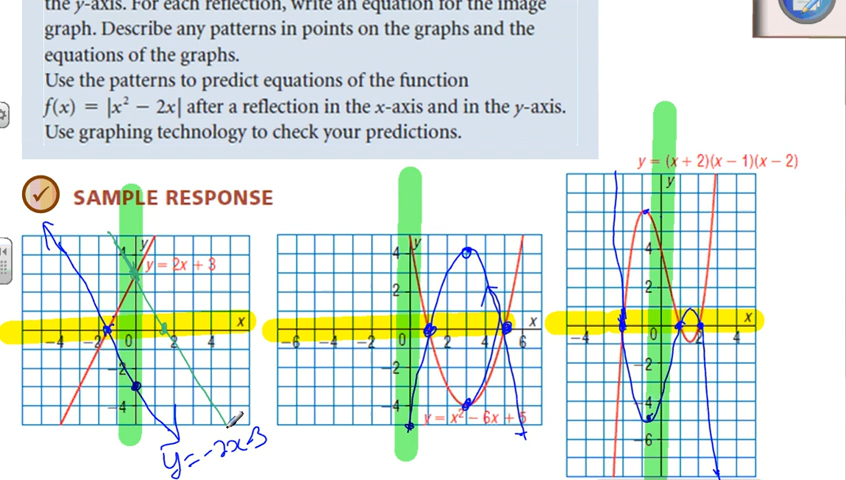 the y-axis. For each reflection, write an equation for the image
graph. Describe any patterns in points on the graphs and the
equations of the graphs.
Use the patterns to predict equations of the function
f(x) = |x² − 2x| after a reflection in the x-axis and in the y-axis.
Use graphing technology to check your predictions.
SAMPLE RESPONSE
y
y = 2x + 3
x
−4 −2 0 2 4
−2
−4
y = -2x-3
y
4
2
x
−6 −4 −2 0 2 4 6
−2
−4
y = x² − 6x + 5
y = (x + 2)(x − 1)(x − 2)
y
4
2
x
−4 0 2 4
−2
−4
−6